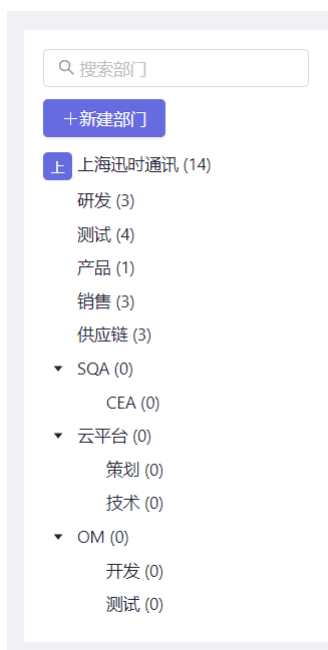 搜索部门
+新建部门
上 上海迅时通讯 (14)
研发 (3)
测试 (4)
产品 (1)
销售 (3)
供应链 (3)
SQA (0)
CEA (0)
云平台 (0)
策划 (0)
技术 (0)
OM (0)
开发 (0)
测试 (0)